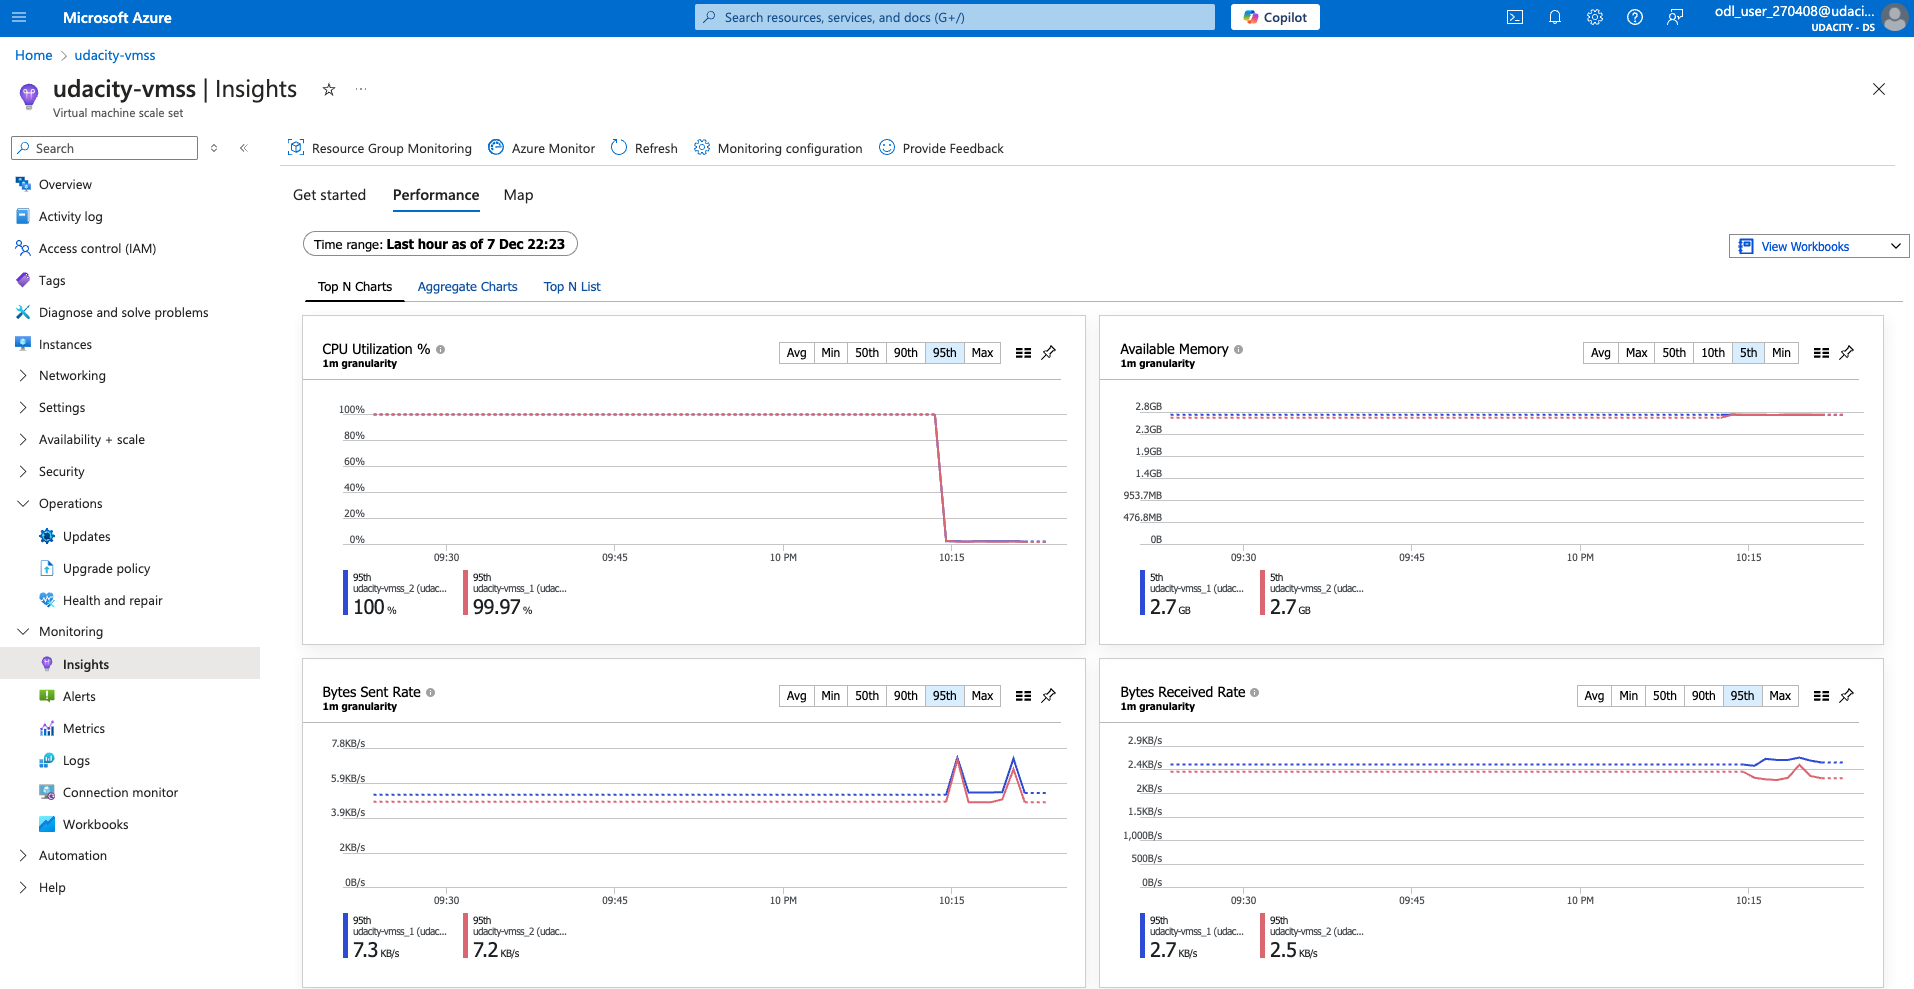 Microsoft Azure
Search resources, services, and docs (G+/)
Copilot
odl_user_270408@udaci...
UDACITY - DS
Home > udacity-vmss
udacity-vmss | Insights
Virtual machine scale set
Search
Overview
Activity log
Access control (IAM)
Tags
Diagnose and solve problems
Instances
Networking
Settings
Availability + scale
Security
Operations
Updates
Upgrade policy
Health and repair
Monitoring
Insights
Alerts
Metrics
Logs
Connection monitor
Workbooks
Automation
Help
Resource Group Monitoring Azure Monitor Refresh Monitoring configuration Provide Feedback
Get started Performance Map
Time range: Last hour as of 7 Dec 22:23
View Workbooks
Top N Charts Aggregate Charts Top N List
CPU Utilization %
1m granularity
Avg Min 50th 90th 95th Max
100%
80%
60%
40%
20%
0%
09:30 09:45 10 PM 10:15
95th
udacity-vmss_2 (udac...
100 %
95th
udacity-vmss_1 (udac...
99.97 %
Available Memory
1m granularity
Avg Max 50th 10th 5th Min
2.8GB
2.3GB
1.9GB
1.4GB
953.7MB
476.8MB
0B
09:30 09:45 10 PM 10:15
5th
udacity-vmss_1 (udac...
2.7 GB
5th
udacity-vmss_2 (udac...
2.7 GB
Bytes Sent Rate
1m granularity
Avg Min 50th 90th 95th Max
7.8KB/s
5.9KB/s
3.9KB/s
2KB/s
0B/s
09:30 09:45 10 PM 10:15
95th
udacity-vmss_1 (udac...
7.3 KB/s
95th
udacity-vmss_2 (udac...
7.2 KB/s
Bytes Received Rate
1m granularity
Avg Min 50th 90th 95th Max
2.9KB/s
2.4KB/s
2KB/s
1.5KB/s
1,000B/s
500B/s
0B/s
09:30 09:45 10 PM 10:15
95th
udacity-vmss_1 (udac...
2.7 KB/s
95th
udacity-vmss_2 (udac...
2.5 KB/s